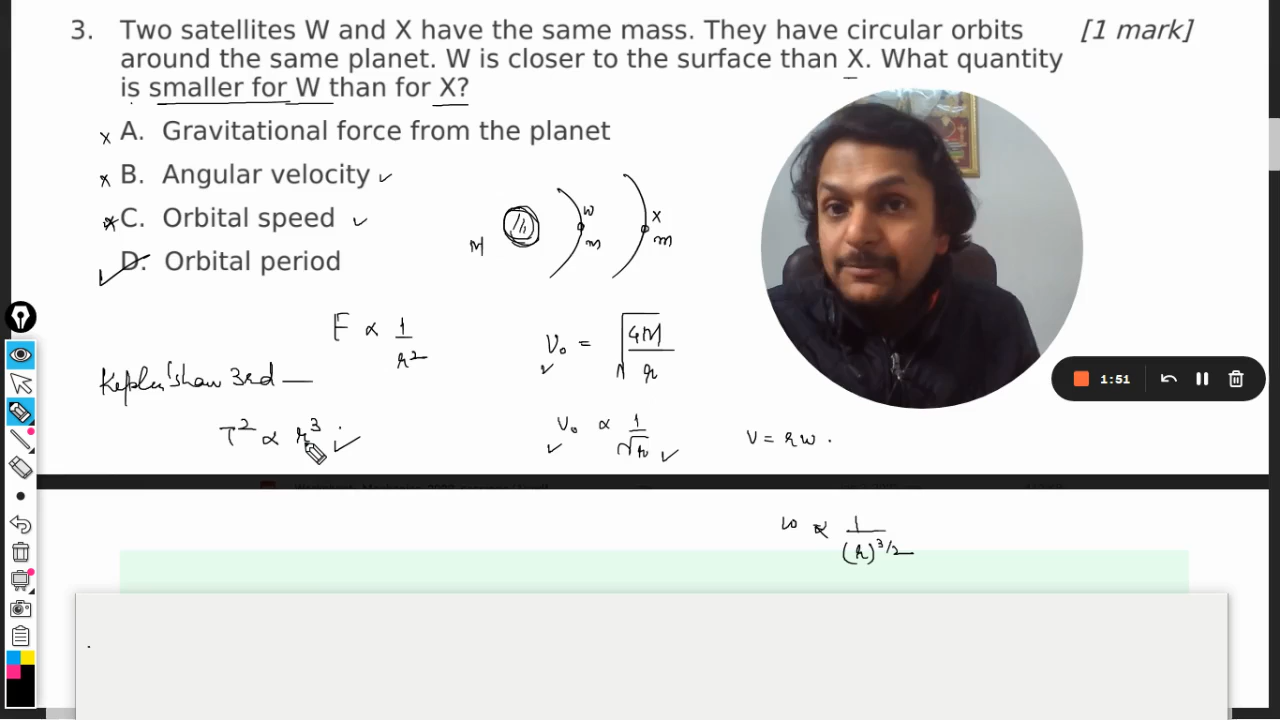 3. Two satellites W and X have the same mass. They have circular orbits [1 mark]
around the same planet. W is closer to the surface than X. What quantity
is smaller for W than for X?
x A. Gravitational force from the planet
x B. Angular velocity ✓
x C. Orbital speed ✓
✓ D. Orbital period
M
W
m
X
m
F ∝ 1/r²
V₀ = √(GM/r)
1:51
3rd
T² ∝ r³ ✓
V₀ ∝ 1/√r
V = rω.
ω ∝ 1/(r)^3/2